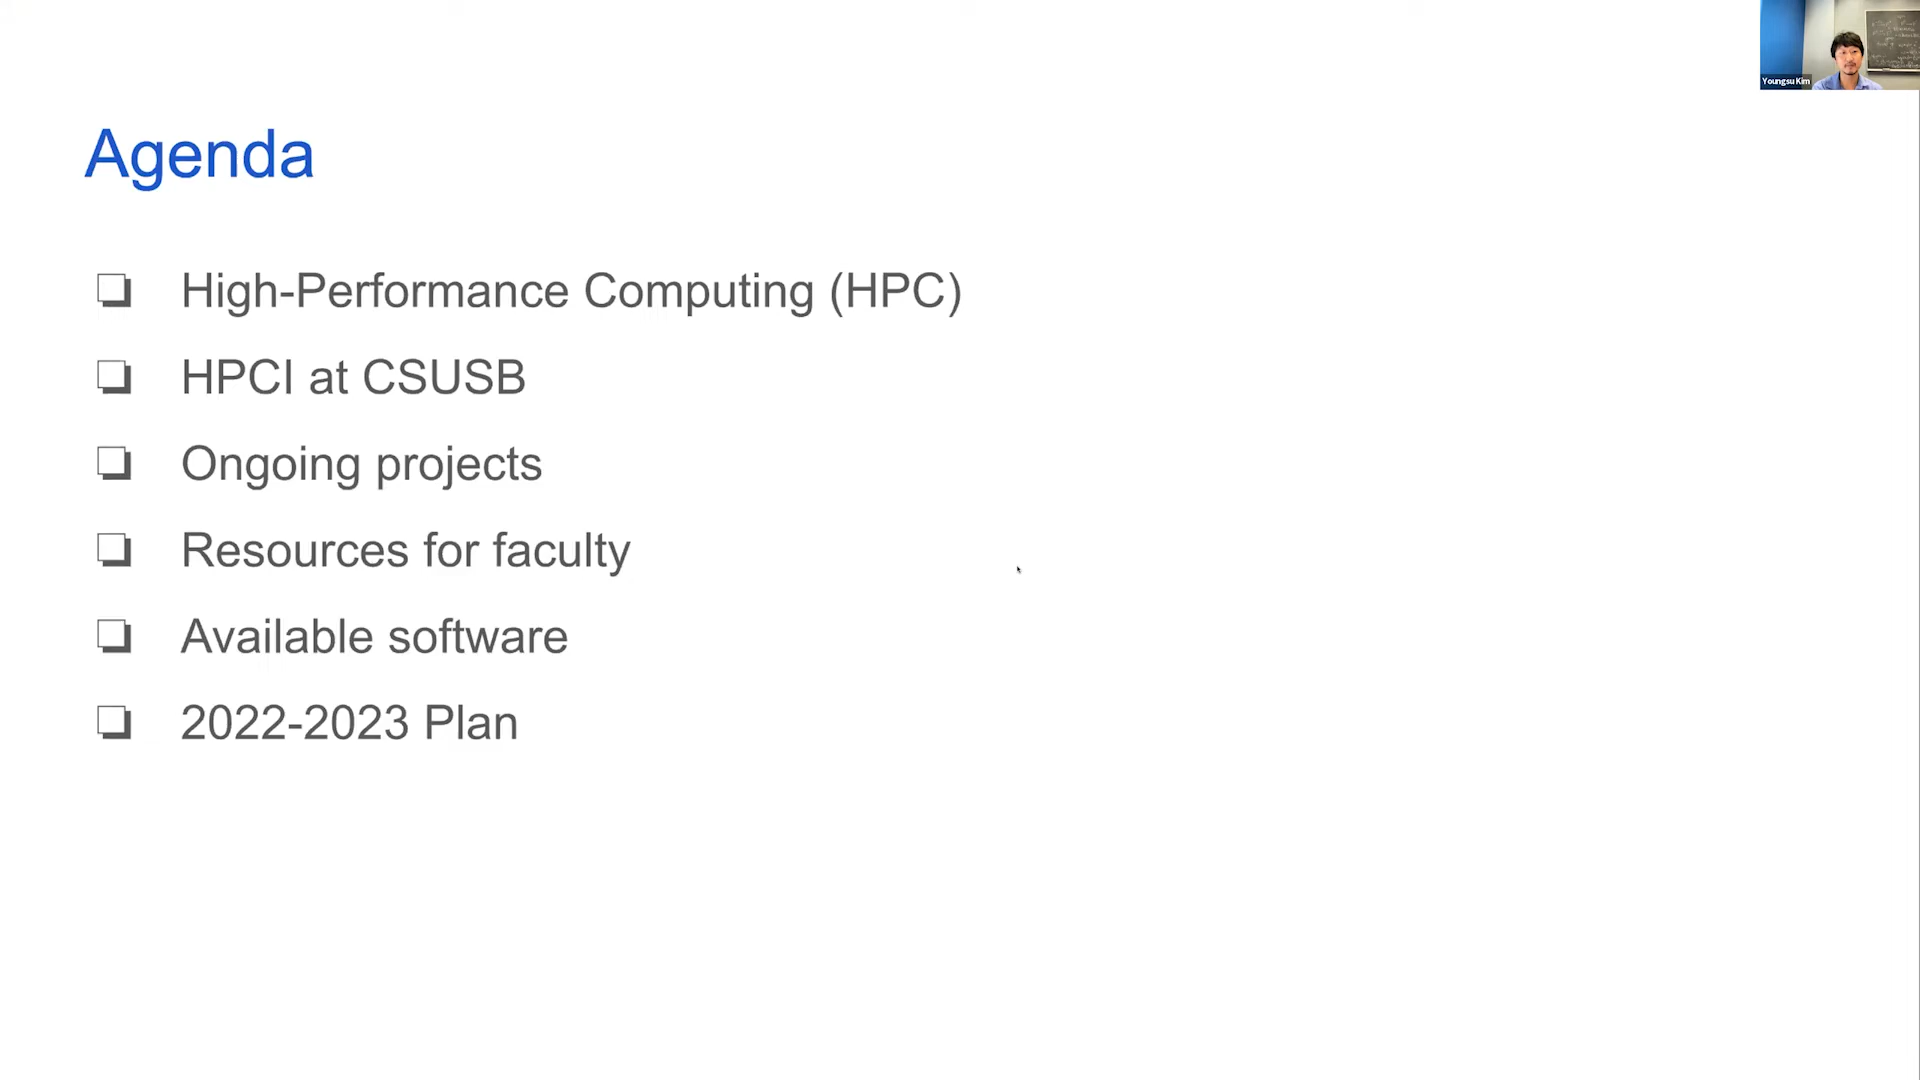 Youngsu Kim
Agenda
High-Performance Computing (HPC)
HPCI at CSUSB
Ongoing projects
Resources for faculty
Available software
2022-2023 Plan